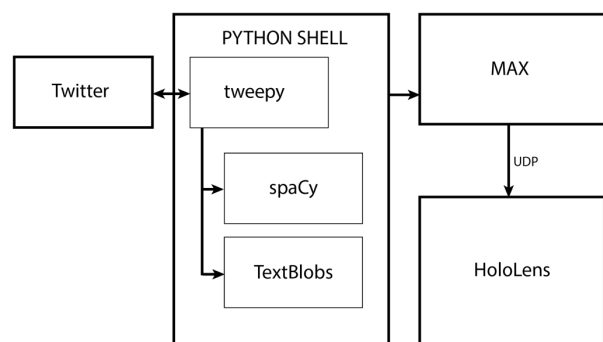 PYTHON SHELL
Twitter
tweepy
spaCy
TextBlobs
MAX
UDP
HoloLens